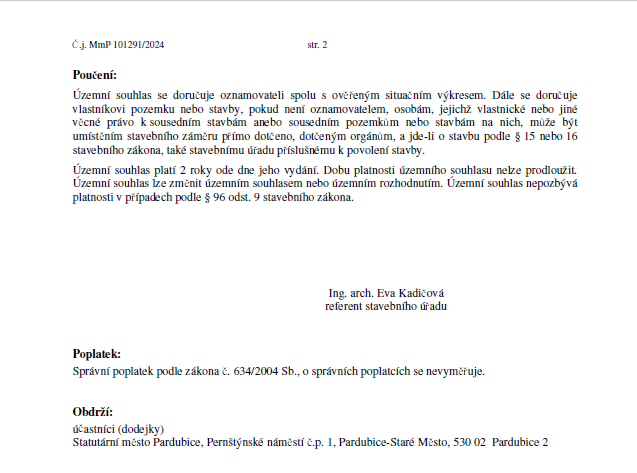 Č.j. MmP 101291/2024 str. 2
Poučení:
Územní souhlas se doručuje oznamovateli spolu s ověřeným situačním výkresem. Dále se doručuje
vlastníkovi pozemku nebo stavby, pokud není oznamovatelem, osobám, jejichž vlastnické nebo jiné
věcné právo k sousedním stavbám anebo sousedním pozemkům nebo stavbám na nich, může být
umístěním stavebního záměru přímo dotčeno, dotčeným orgánům, a jde-li o stavbu podle § 15 nebo 16
stavebního zákona, také stavebnímu úřadu příslušnému k povolení stavby.
Územní souhlas platí 2 roky ode dne jeho vydání. Dobu platnosti územního souhlasu nelze prodloužit.
Územní souhlas lze změnit územním souhlasem nebo územním rozhodnutím. Územní souhlas nepozbývá
platnosti v případech podle § 96 odst. 9 stavebního zákona.
Ing. arch. Eva Kadičová
referent stavebního úřadu
Poplatek:
Správní poplatek podle zákona č. 634/2004 Sb., o správních poplatcích se nevyměřuje.
Obdrží:
účastníci (dodejky)
Statutární město Pardubice, Pernštýnské náměstí č.p. 1, Pardubice-Staré Město, 530 02 Pardubice 2